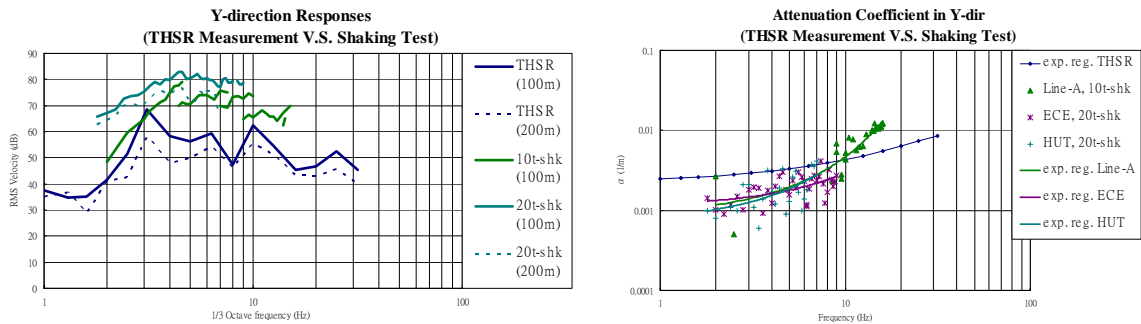 Y-direction Responses
(THSR Measurement V.S. Shaking Test)
90
80
70
60
50
40
30
20
10
0
RMS Velocity (dB)
1
10
100
1/3 Octave frequency (Hz)
THSR
(100m)
THSR
(200m)
10t-shk
(100m)
20t-shk
(100m)
20t-shk
(200m)
Attenuation Coefficient in Y-dir
(THSR Measurement V.S. Shaking Test)
0.1
0.01
0.001
0.0001
α (1/m)
1
10
100
Frequency (Hz)
exp. reg. THSR
Line-A, 10t-shk
ECE, 20t-shk
HUT, 20t-shk
exp. reg. Line-A
exp. reg. ECE
exp. reg. HUT